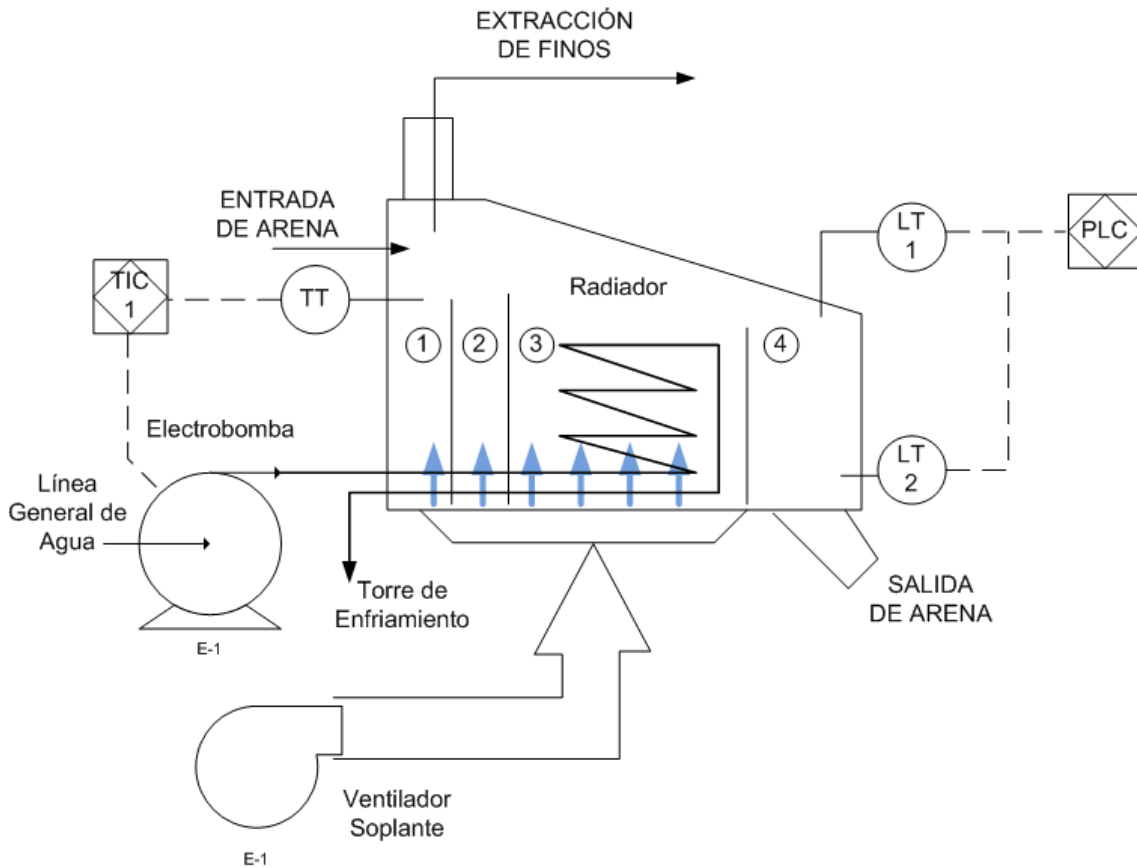 EXTRACCIÓN
DE FINOS
ENTRADA
DE ARENA
LT
1
PLC
TIC
1
TT
Radiador
1
2
3
4
Electrobomba
Línea
General de
Agua
LT
2
Torre de
Enfriamiento
SALIDA
DE ARENA
E-1
Ventilador
Soplante
E-1